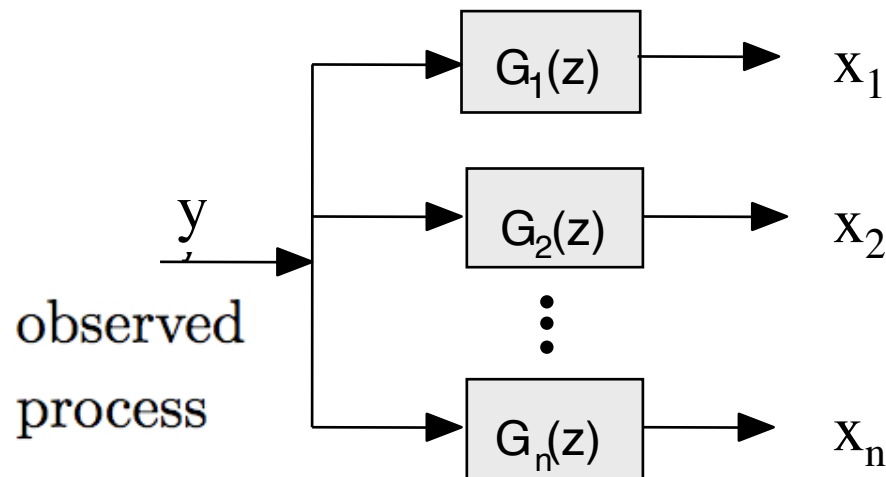 G₁(z) x₁
y
G₂(z) x₂
observed
process
Gₙ(z) xₙ